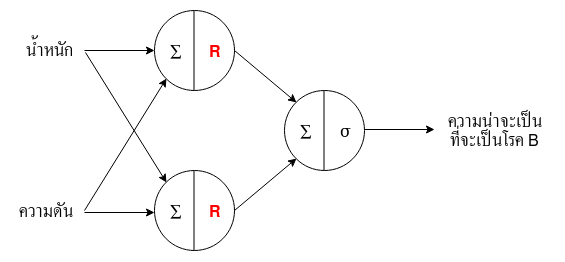 น้ำหนัก
Σ R
Σ σ
ความน่าจะเป็น
ที่จะเป็นโรค B
ความดัน
Σ R